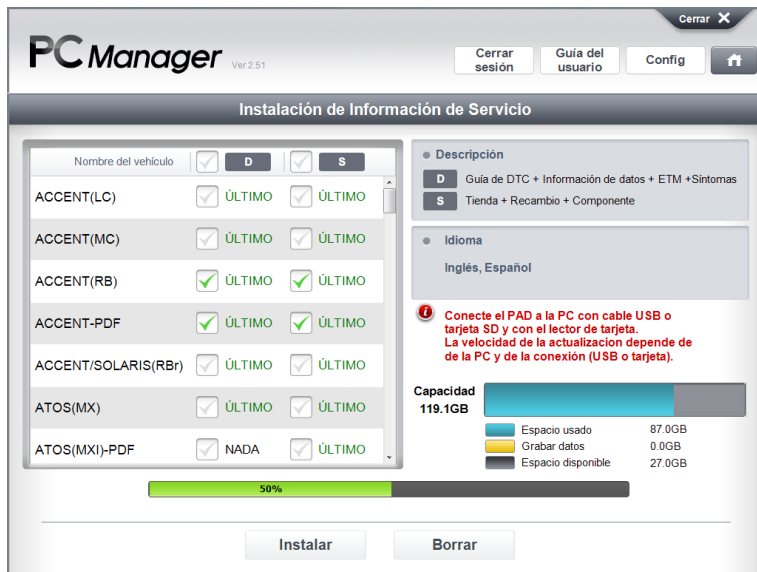 Cerrar X
PC Manager Ver 2.51
Cerrar sesión
Guía del usuario
Config
Instalación de Información de Servicio
Nombre del vehículo D S
ACCENT(LC) ÚLTIMO ÚLTIMO
ACCENT(MC) ÚLTIMO ÚLTIMO
ACCENT(RB) ÚLTIMO ÚLTIMO
ACCENT-PDF ÚLTIMO ÚLTIMO
ACCENT/SOLARIS(RBr) ÚLTIMO ÚLTIMO
ATOS(MX) ÚLTIMO ÚLTIMO
ATOS(MXI)-PDF NADA ÚLTIMO
Descripción
D Guía de DTC + Información de datos + ETM +Síntomas
S Tienda + Recambio + Componente
Idioma
Inglés, Español
Conecte el PAD a la PC con cable USB o
tarjeta SD y con el lector de tarjeta.
La velocidad de la actualizacion depende de
de la PC y de la conexión (USB o tarjeta).
Capacidad
119.1GB
Espacio usado 87.0GB
Grabar datos 0.0GB
Espacio disponible 27.0GB
50%
Instalar
Borrar